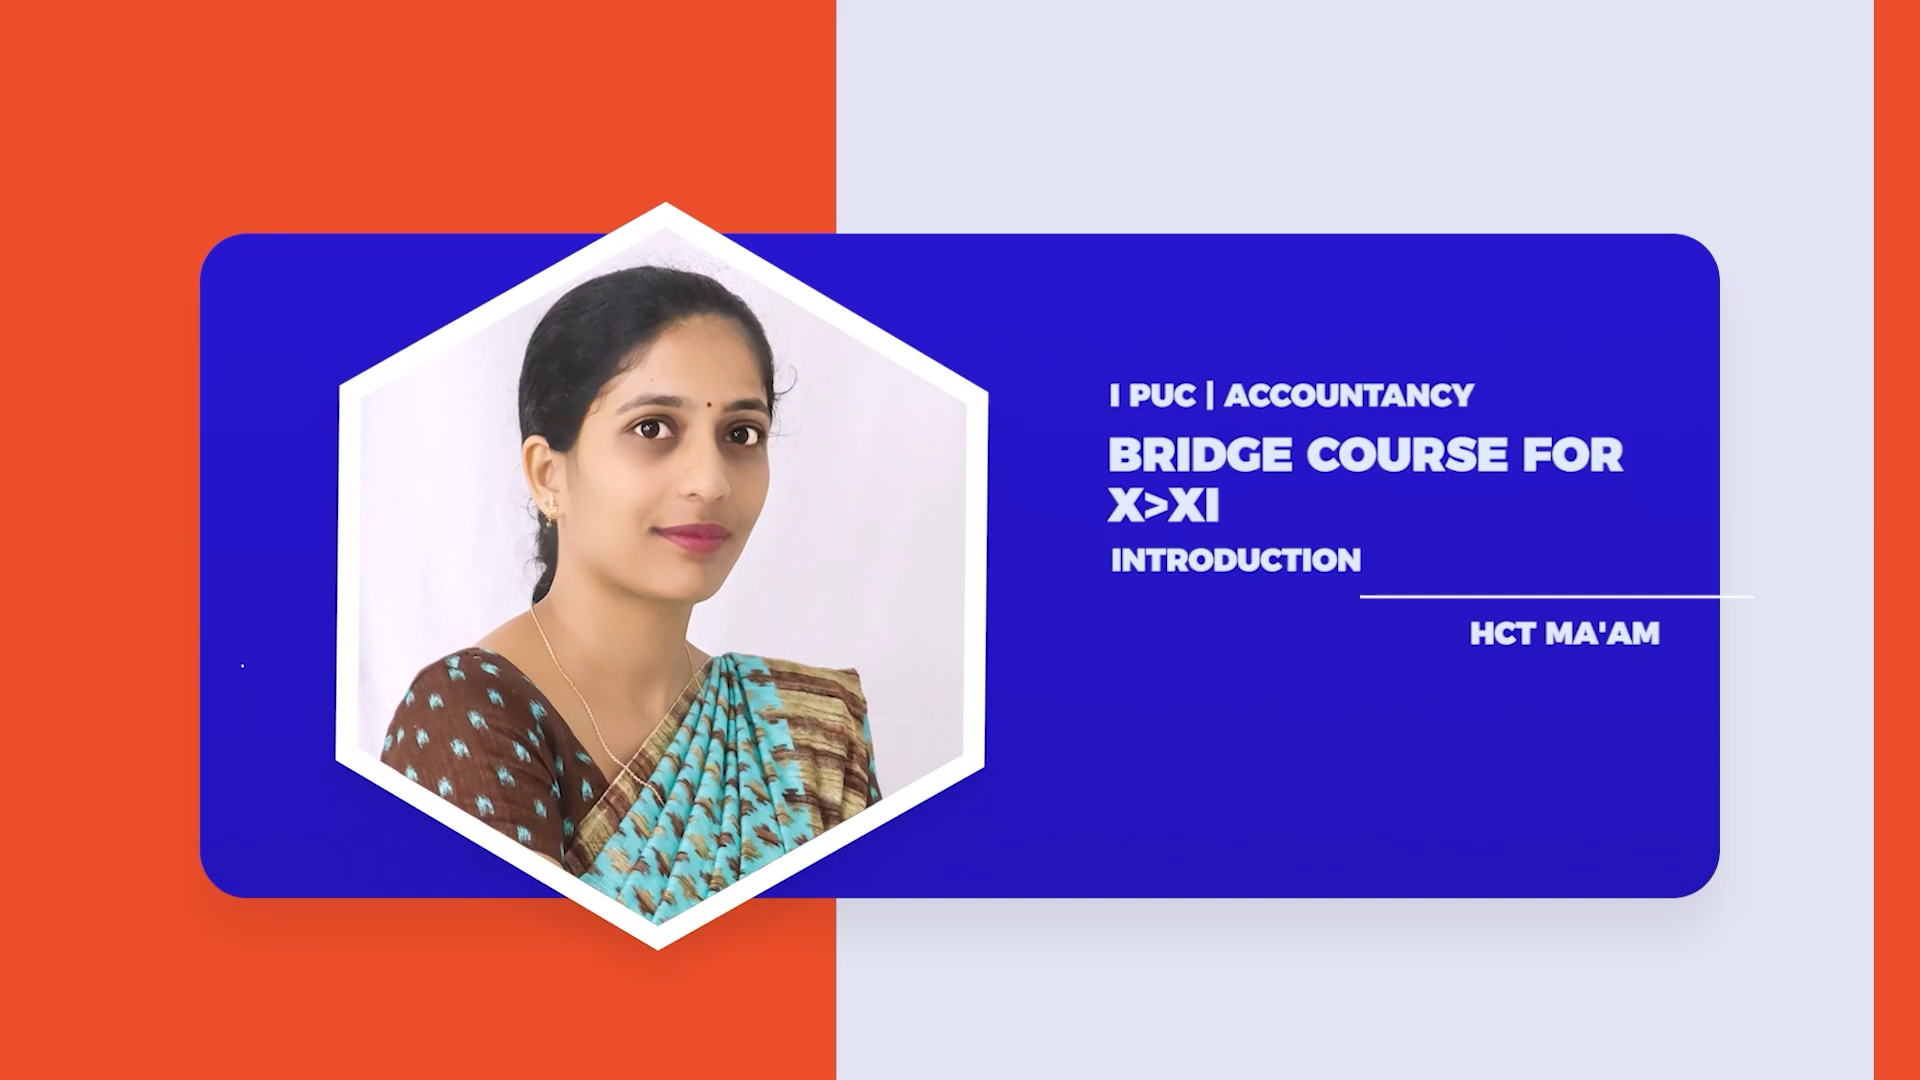 I PUC | ACCOUNTANCY
BRIDGE COURSE FOR
X>XI
INTRODUCTION
HCT MA'AM